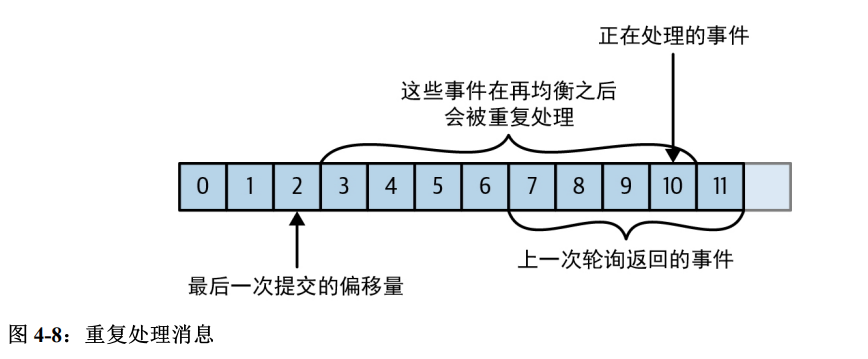 正在处理的事件
这些事件在再均衡之后
会被重复处理
0 1 2 3 4 5 6 7 8 9 10 11
上一次轮询返回的事件
最后一次提交的偏移量
图 4-8：重复处理消息